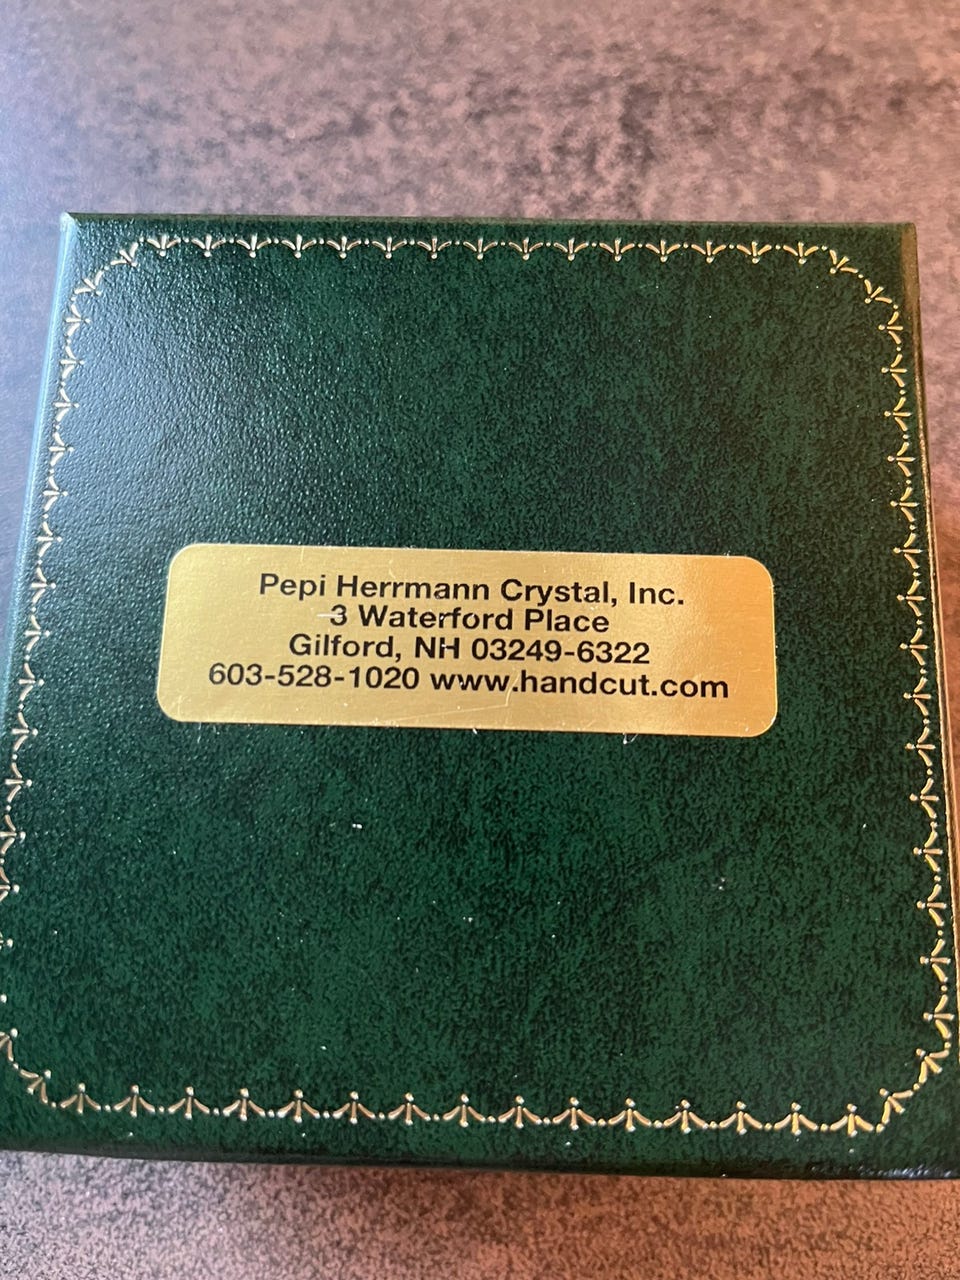 Pepi Herrmann Crystal, Inc.
3 Waterford Place
Gilford, NH 03249-6322
603-528-1020 www.handcut.com